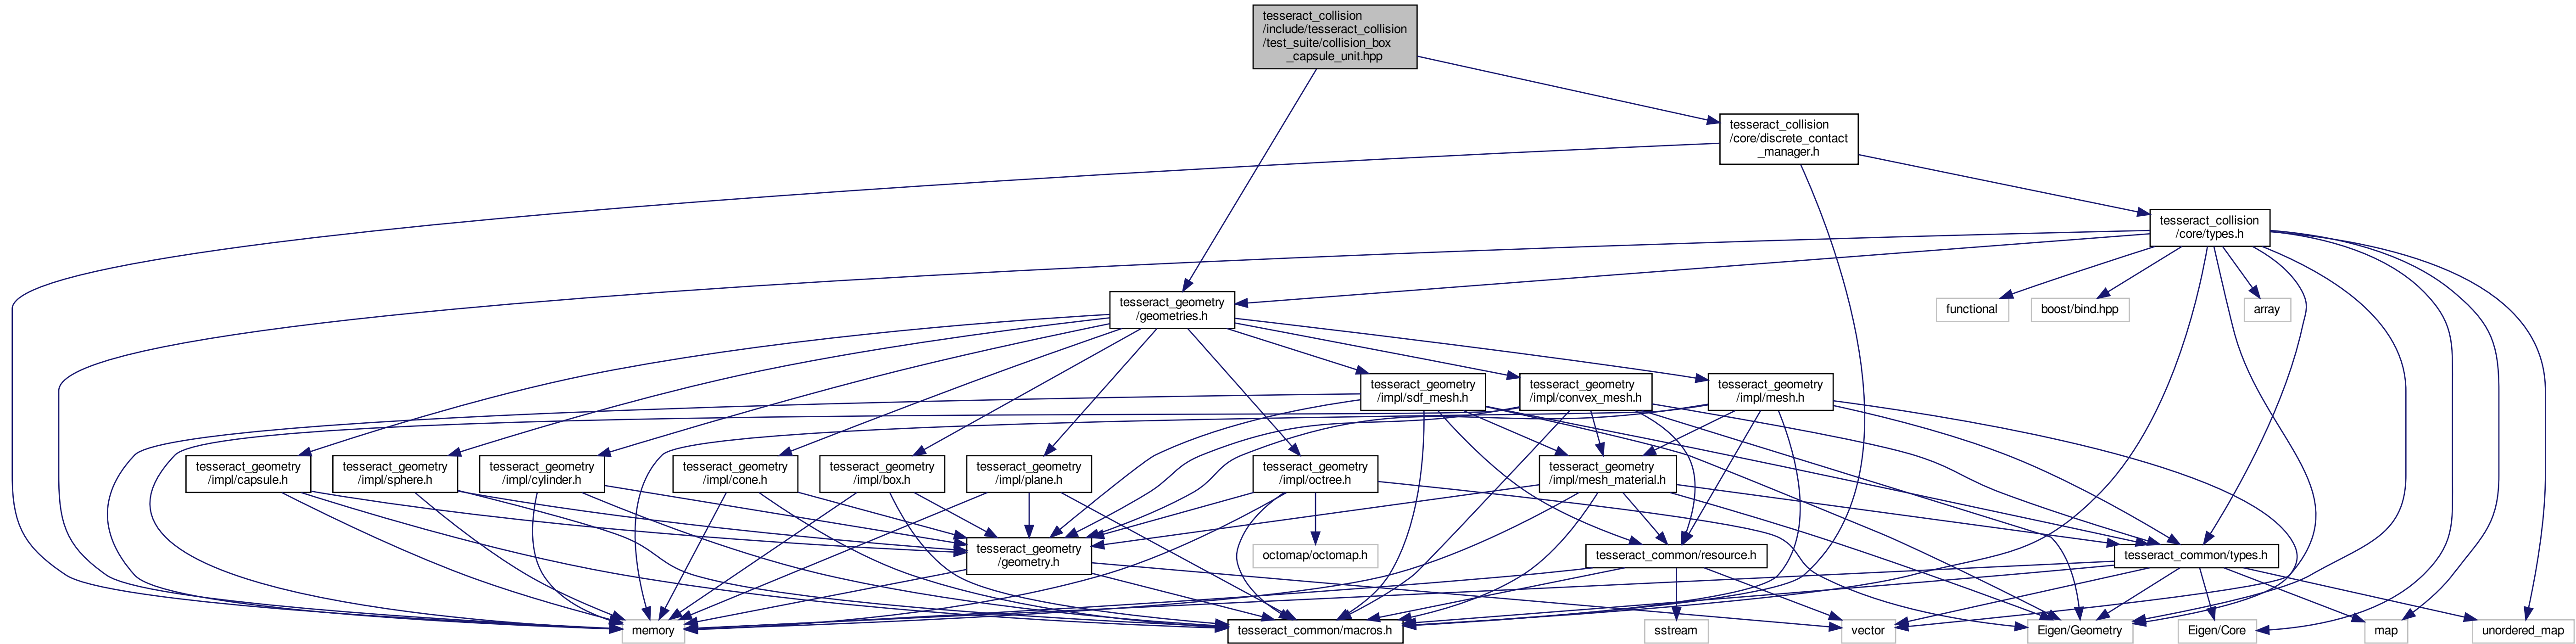 tesseract_collision
/include/tesseract_collision
/test_suite/collision_box
_capsule_unit.hpp
tesseract_collision
/core/discrete_contact
_manager.h
tesseract_collision
/core/types.h
tesseract_geometry
/geometries.h
functional
boost/bind.hpp
array
tesseract_geometry
/impl/sdf_mesh.h
tesseract_geometry
/impl/convex_mesh.h
tesseract_geometry
/impl/mesh.h
tesseract_geometry
/impl/capsule.h
tesseract_geometry
/impl/sphere.h
tesseract_geometry
/impl/cylinder.h
tesseract_geometry
/impl/cone.h
tesseract_geometry
/impl/box.h
tesseract_geometry
/impl/plane.h
tesseract_geometry
/impl/octree.h
tesseract_geometry
/impl/mesh_material.h
tesseract_geometry
/geometry.h
octomap/octomap.h
tesseract_common/resource.h
tesseract_common/types.h
memory
tesseract_common/macros.h
sstream
vector
Eigen/Geometry
Eigen/Core
map
unordered_map